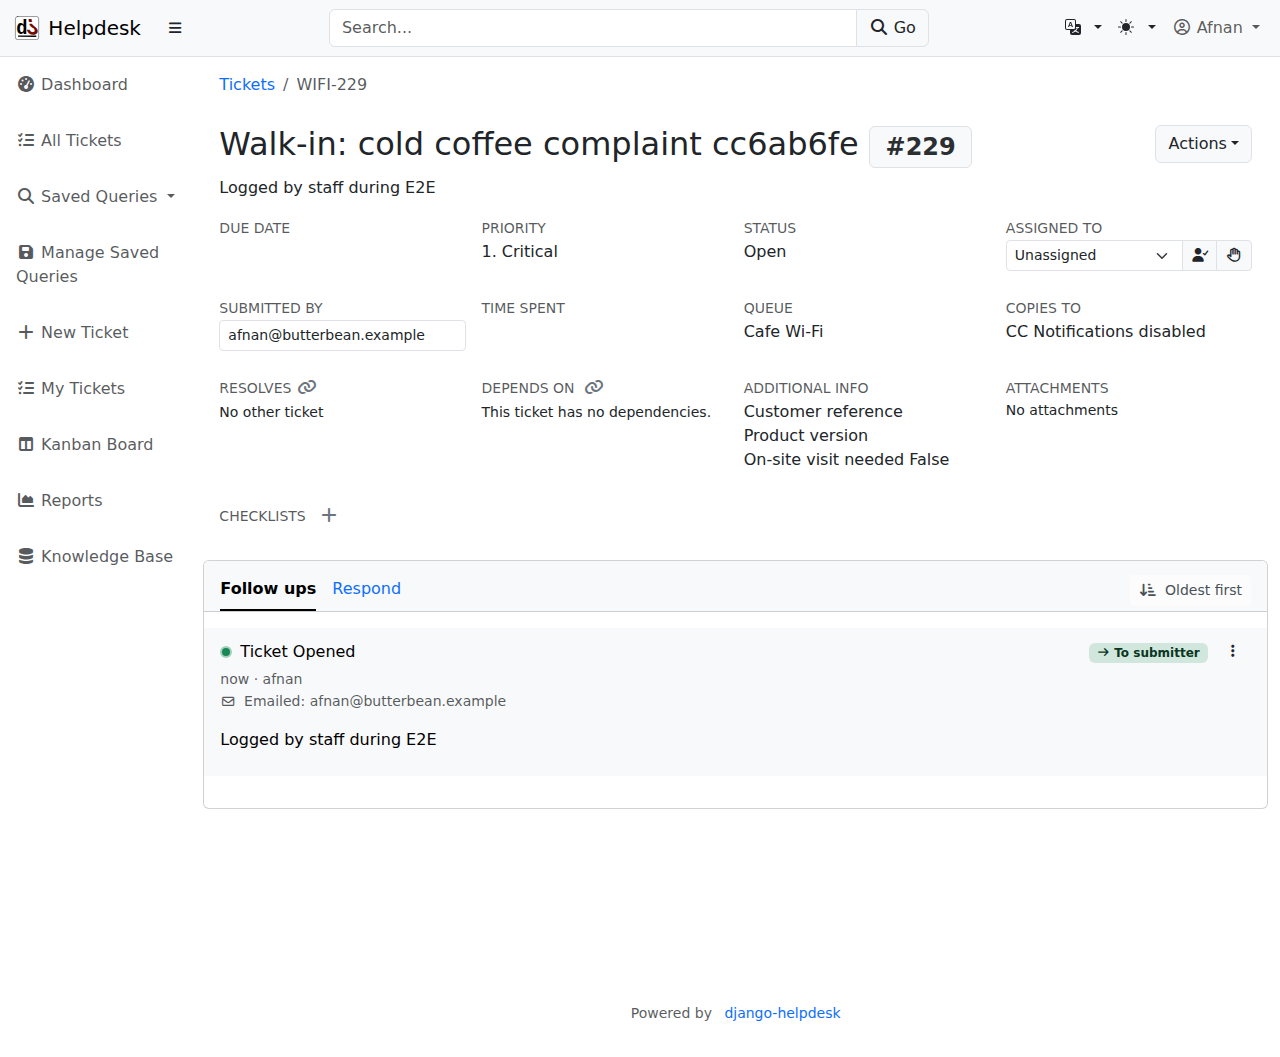 Helpdesk
Search...
Go
Afnan
Dashboard
All Tickets
Saved Queries
Manage Saved
Queries
New Ticket
My Tickets
Kanban Board
Reports
Knowledge Base
Tickets / WIFI-229
Walk-in: cold coffee complaint cc6ab6fe #229
Actions
Logged by staff during E2E
DUE DATE
PRIORITY
1. Critical
STATUS
Open
ASSIGNED TO
Unassigned
SUBMITTED BY
afnan@butterbean.example
TIME SPENT
QUEUE
Cafe Wi-Fi
COPIES TO
CC Notifications disabled
RESOLVES
No other ticket
DEPENDS ON
This ticket has no dependencies.
ADDITIONAL INFO
Customer reference
Product version
On-site visit needed False
ATTACHMENTS
No attachments
CHECKLISTS
Follow ups
Respond
Oldest first
Ticket Opened
To submitter
now · afnan
Emailed: afnan@butterbean.example
Logged by staff during E2E
Powered by django-helpdesk